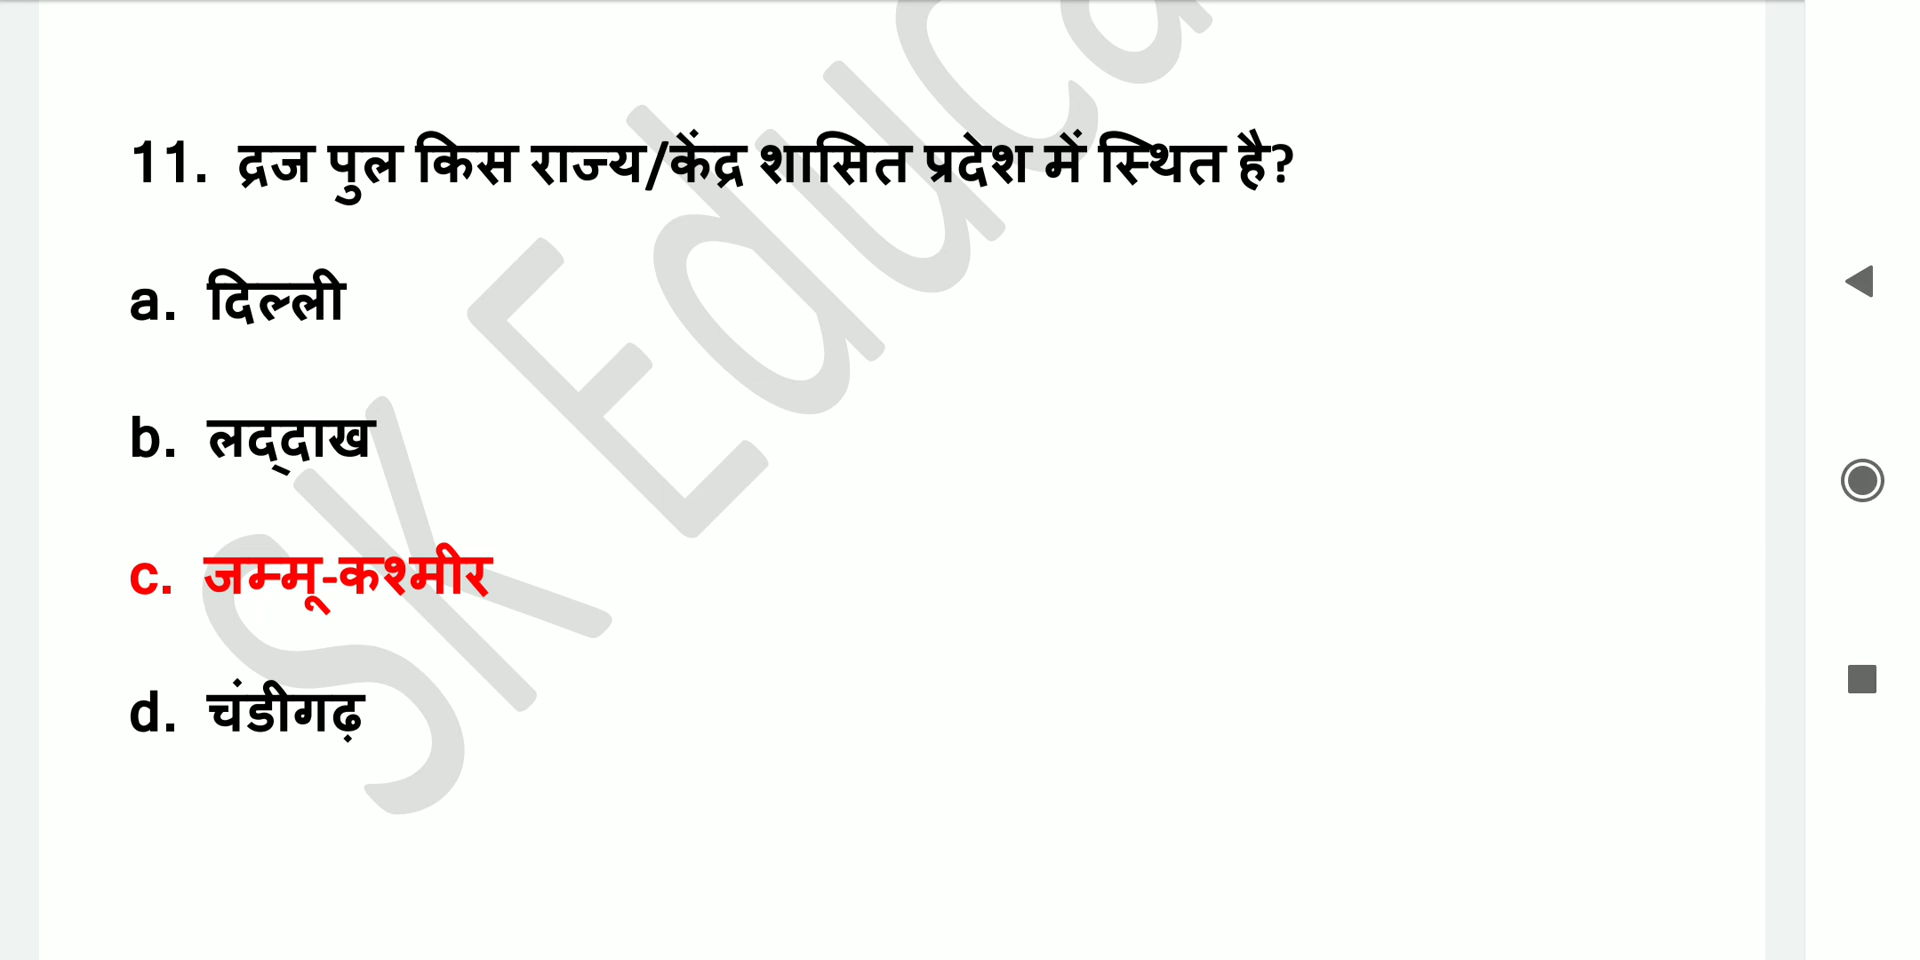 11. द्रज पुल किस राज्य/केंद्र शासित प्रदेश में स्थित है?
a. दिल्ली
b. लद्‌दाख
c. जम्मू-कश्मीर
d. चंडीगढ़
SK Educa